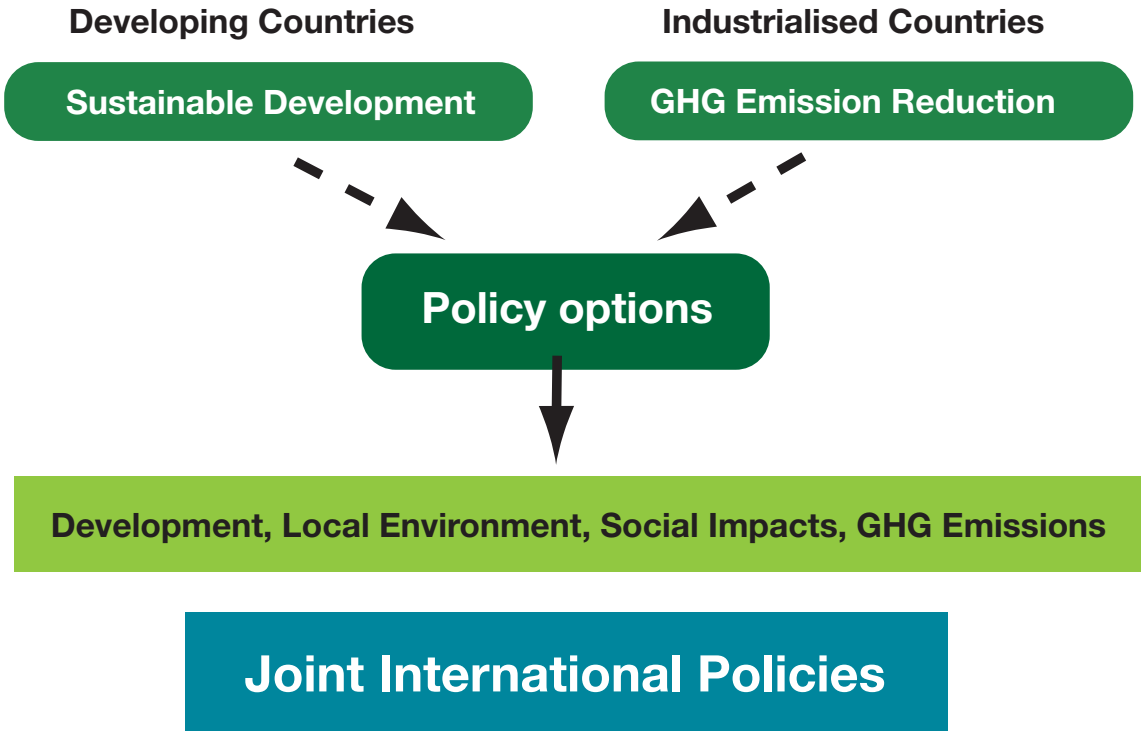 Developing Countries
Industrialised Countries
Sustainable Development
GHG Emission Reduction
Policy options
Development, Local Environment, Social Impacts, GHG Emissions
Joint International Policies